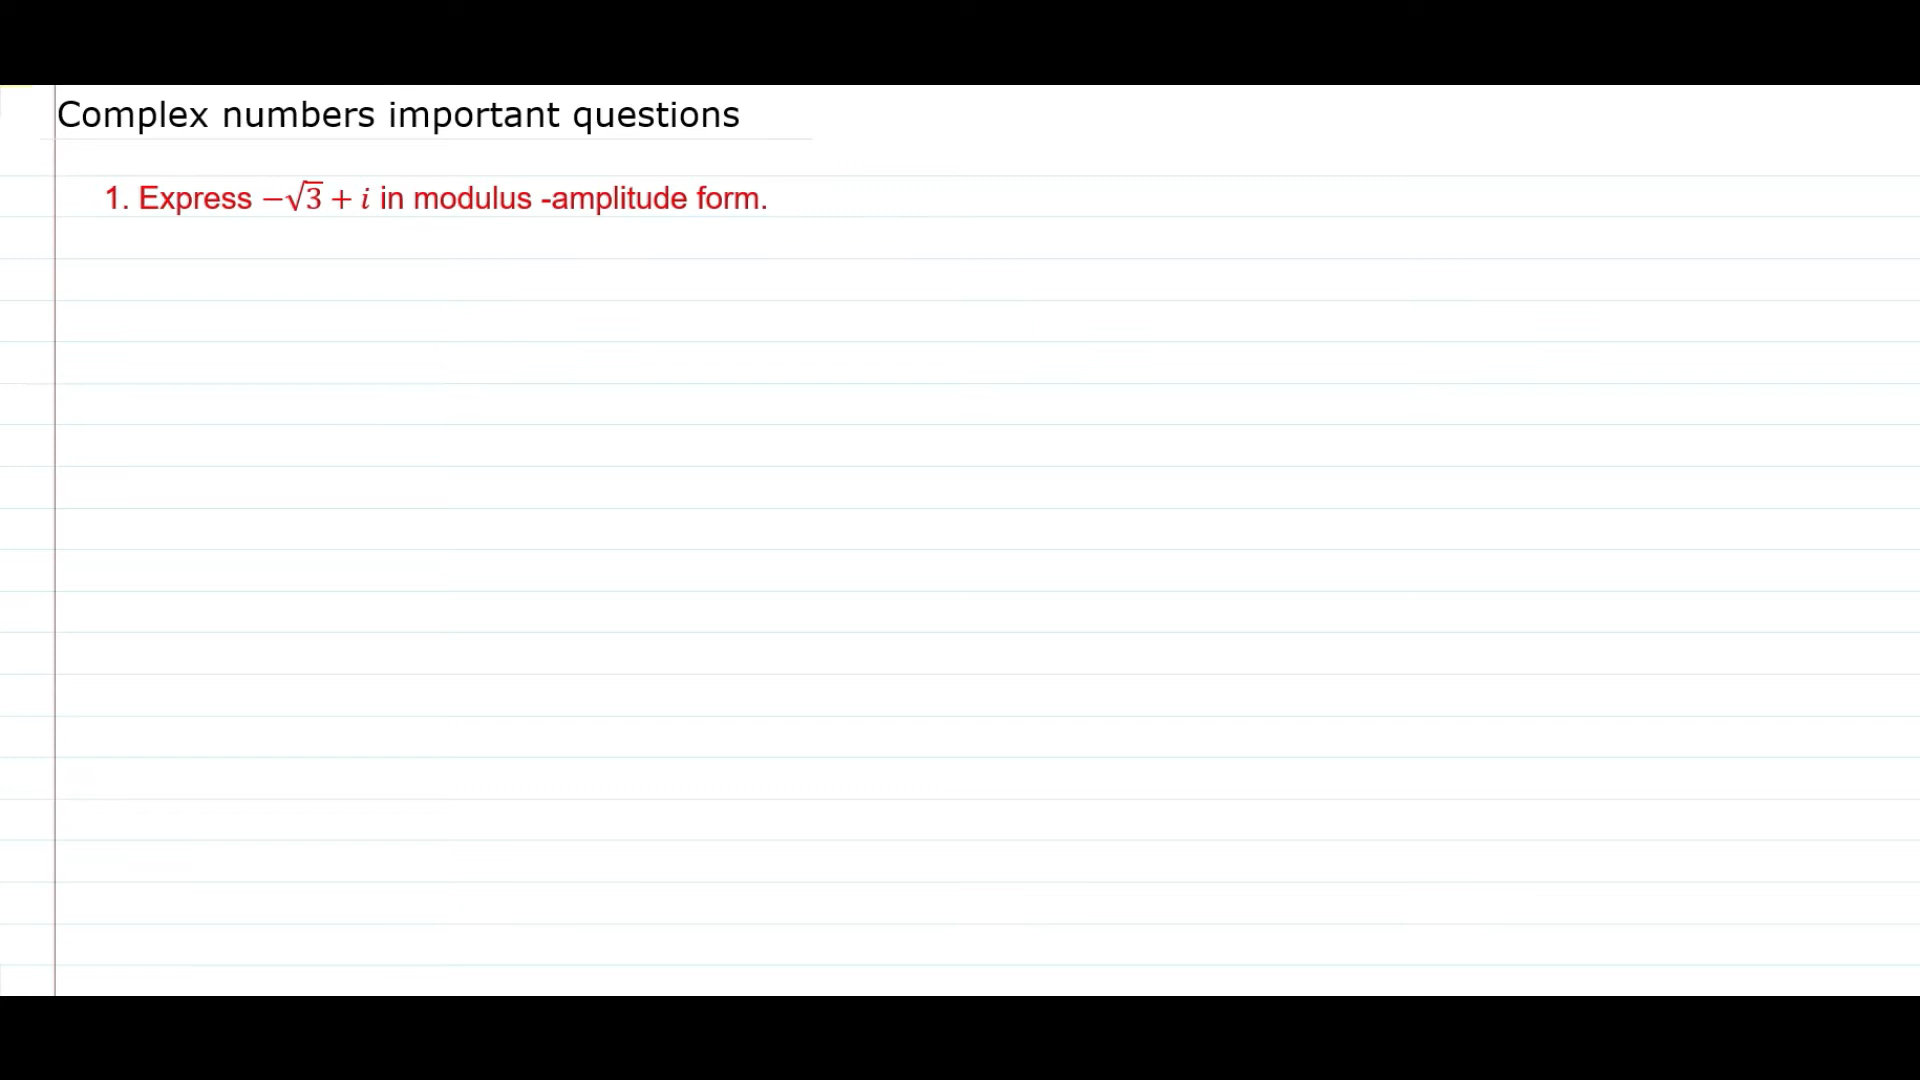 Complex numbers important questions
1. Express −√3 + i in modulus -amplitude form.